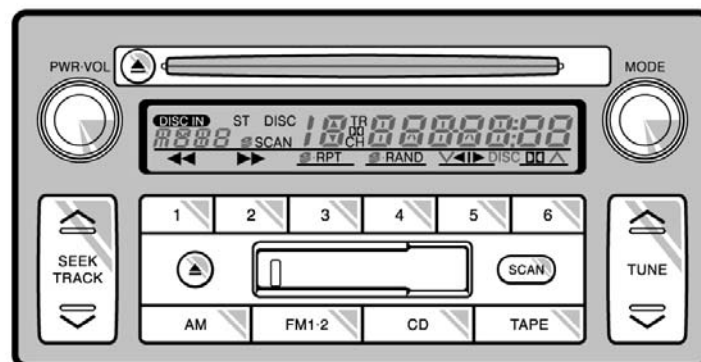 PWR·VOL
MODE
DISC IN ST DISC TR
SCAN CH
RPT RAND DISC
1 2 3 4 5 6
SEEK
TRACK
SCAN
TUNE
AM FM1·2 CD TAPE